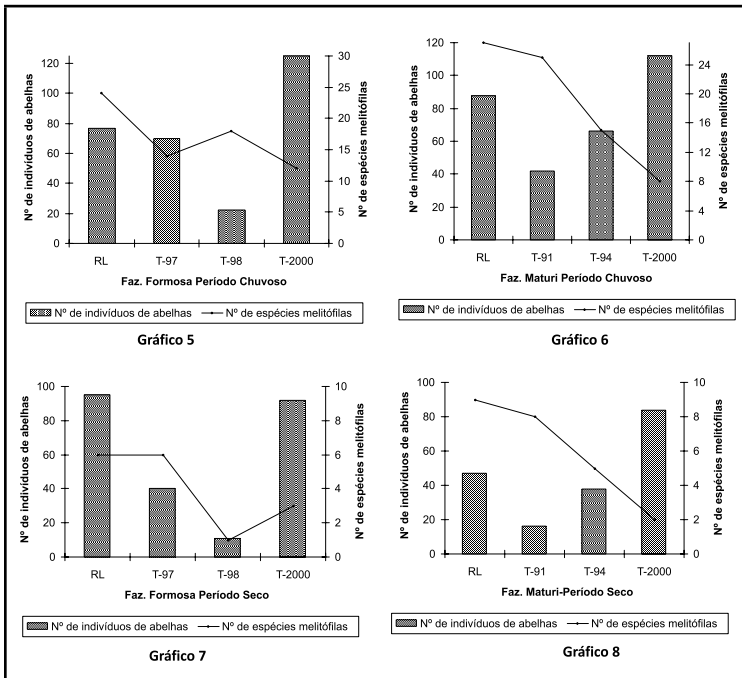 Nº de indivíduos de abelhas
120
100
80
60
40
20
0
30
25
20
15
10
5
0
Nº de espécies melitófilas
RL T-97 T-98 T-2000
Faz. Formosa Período Chuvoso
Nº de indivíduos de abelhas Nº de espécies melitófilas
Gráfico 5
Nº de indivíduos de abelhas
120
100
80
60
40
20
0
24
20
16
12
8
4
0
Nº de espécies melitófilas
RL T-91 T-94 T-2000
Faz. Maturi Período Chuvoso
Nº de indivíduos de abelhas Nº de espécies melitófilas
Gráfico 6
Nº de indivíduos de abelhas
100
80
60
40
20
0
10
8
6
4
2
0
Nº de espécies melitófilas
RL T-97 T-98 T-2000
Faz. Formosa Período Seco
Nº de indivíduos de abelhas Nº de espécies melitófilas
Gráfico 7
Nº de indivíduos de abelhas
100
80
60
40
20
0
10
8
6
4
2
0
Nº de espécies melitófilas
RL T-91 T-94 T-2000
Faz. Maturi-Período Seco
Nº de indivíduos de abelhas Nº de espécies melitófilas
Gráfico 8